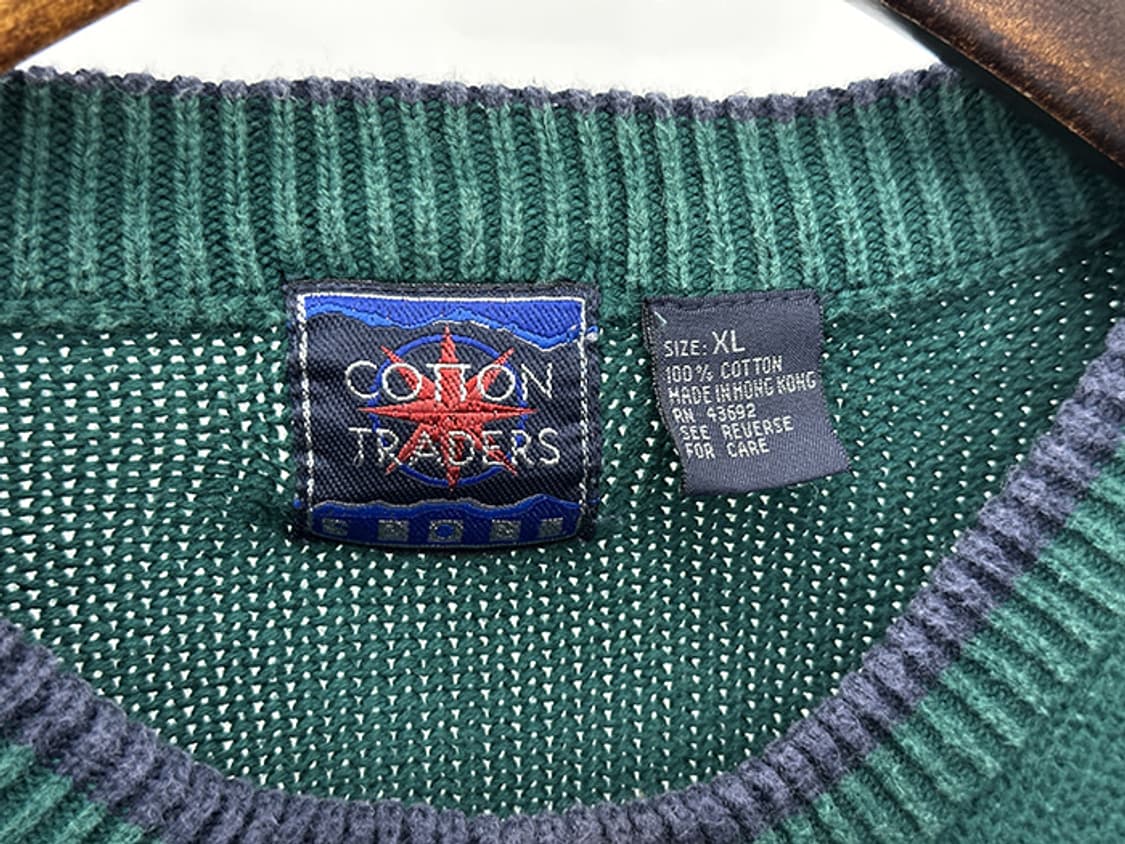 COTTON
TRADERS
SIZE: XL
100% COTTON
MADE IN HONG KONG
RN 43692
SEE REVERSE
FOR CARE